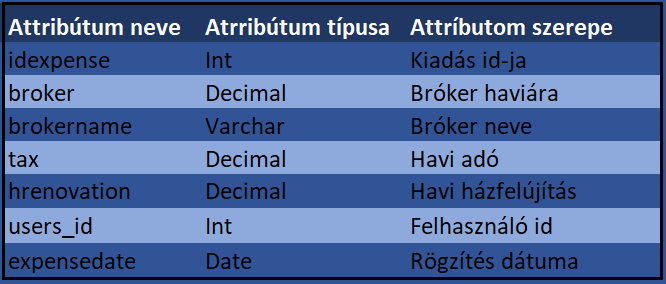 Attribútum neve Atrribútum típusa Attríbutom szerepe
idexpense Int Kiadás id-ja
broker Decimal Bróker haviára
brokername Varchar Bróker neve
tax Decimal Havi adó
hrenovation Decimal Havi házfelújítás
users_id Int Felhasználó id
expensedate Date Rögzítés dátuma